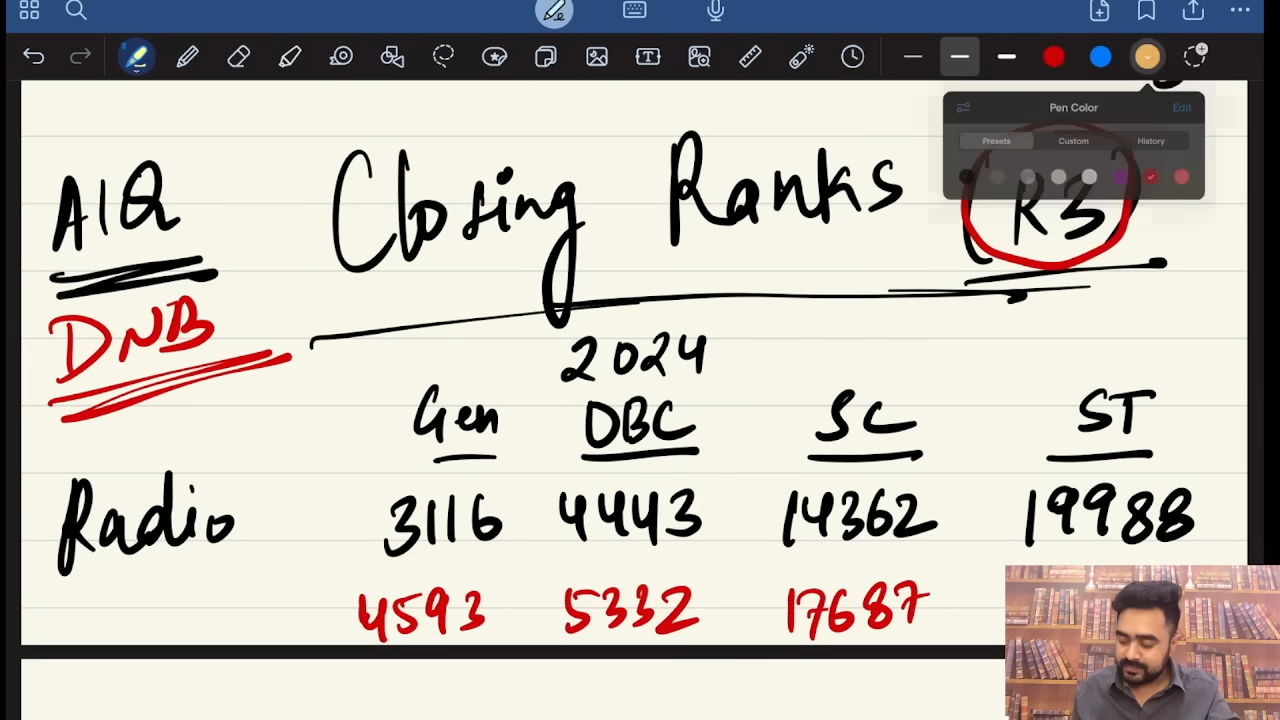 Pen Color Edit
Presets Custom History
AIQ Closing Ranks (R3)
DNB
2024
Gen OBC SC ST
Radio 3116 4443 14362 19988
4593 5332 17687